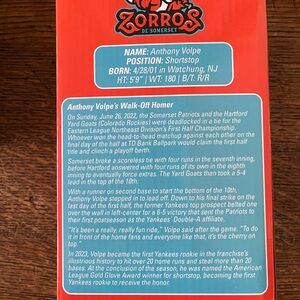 ZORROS
DE SOMERSET
NAME: Anthony Volpe
POSITION: Shortstop
BORN: 4/28/01 in Watchung, NJ
HT: 5'9" | WT: 180 | B/T: R/R
Anthony Volpe's Walk-Off Homer
On Sunday, June 26, 2022, the Somerset Patriots and the Hartford
Yard Goats (Colorado Rockies) were deadlocked in a tie for the
Eastern League Northeast Division's First Half Championship.
Whoever won the head-to-head matchup against each other on the
final day of the half at TD Bank Ballpark would claim the first half
title and clinch a playoff berth.
Somerset broke a scoreless tie with four runs in the seventh inning,
before Hartford answered with four runs of its own in the eighth
inning to eventually force extras. The Yard Goats then took a 5-4
lead in the top of the 10th.
With a runner on second base to start the bottom of the 10th,
Anthony Volpe stepped in to lead off. Down to his final strike on the
last day of the first half, the former Yankees top prospect belted one
over the wall in left-center for a 6-5 victory that sent the Patriots to
their first postseason as the Yankees' Double-A affiliate.
"It's been a really, really fun ride," Volpe said after the game. "To do
it in front of the home fans and everyone like that, it's the cherry on
top."
In 2023, Volpe became the first Yankees rookie in the franchise's
illustrious history to hit over 20 home runs and steal more than 20
bases. At the conclusion of the season, he was named the American
League Gold Glove Award winner for shortstop, becoming the first
Yankees rookie to receive the honor.